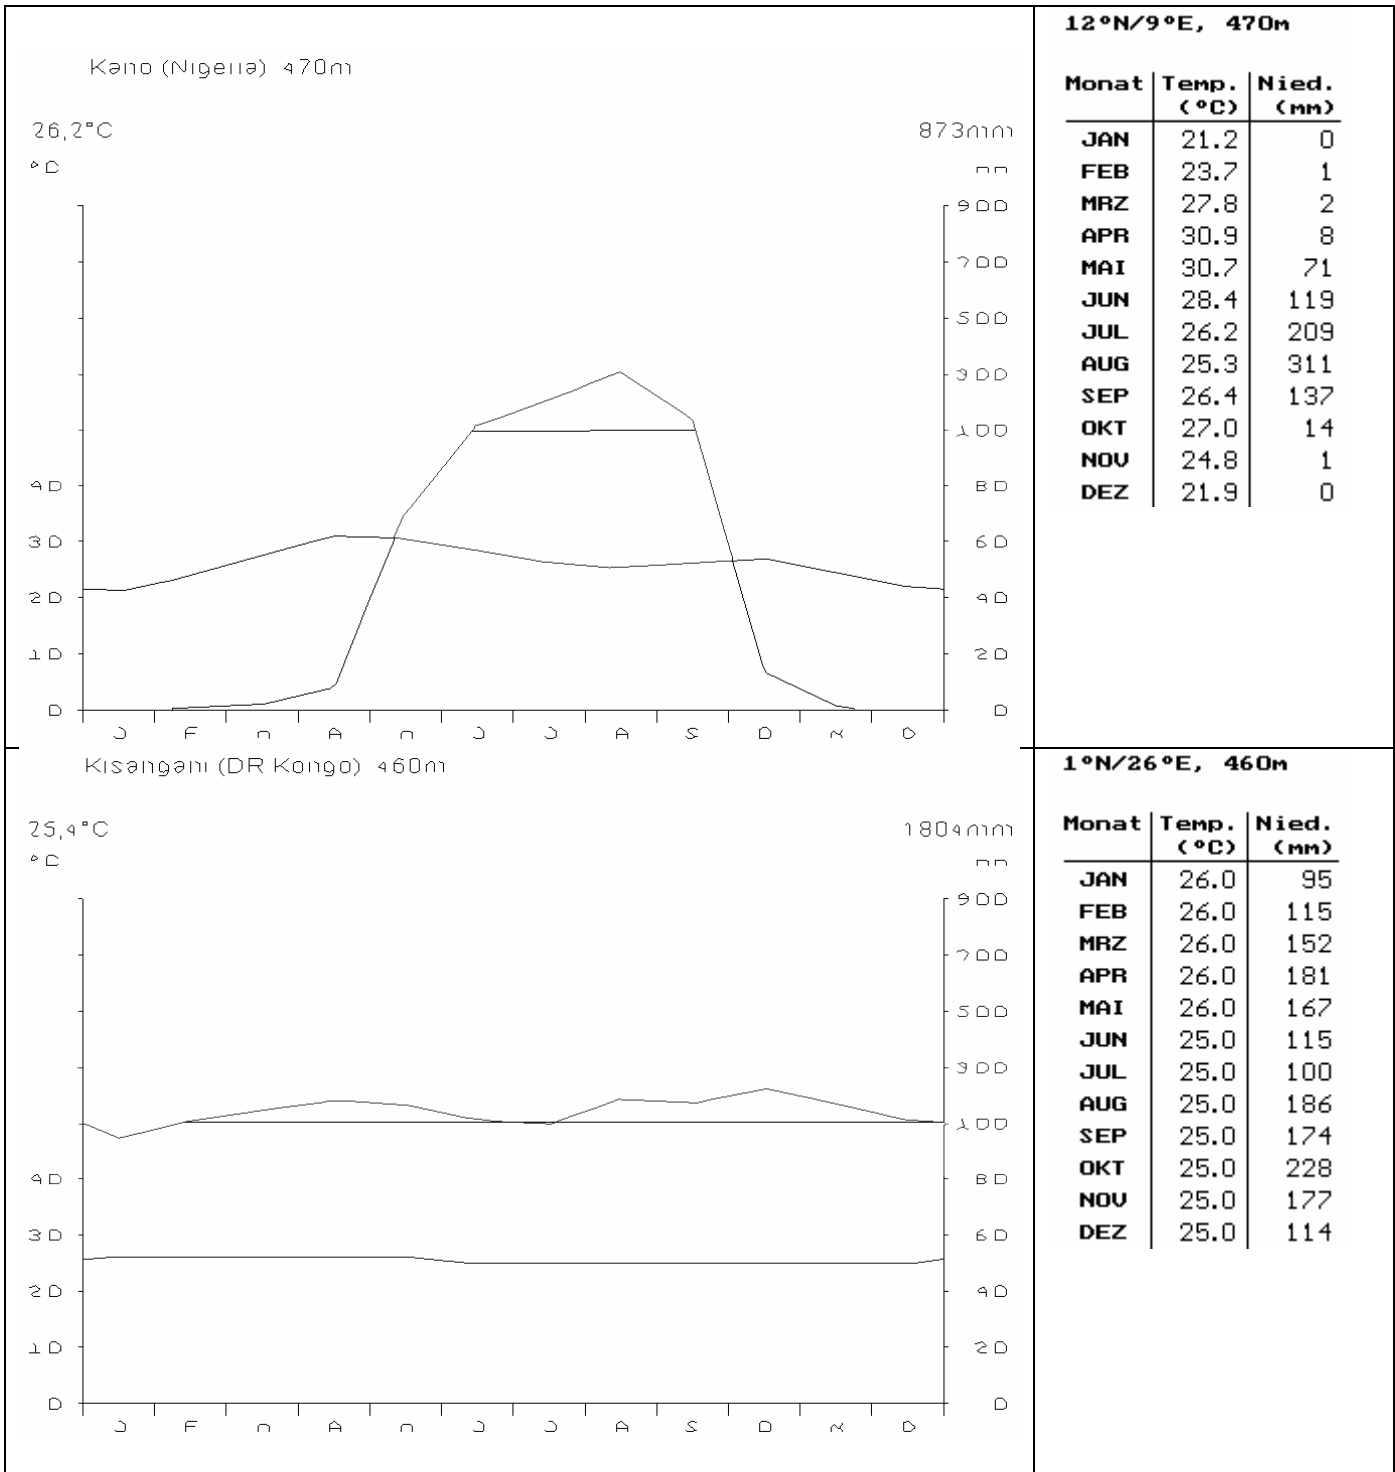 Kano (Nigeria) 470m
26,2°C 873mm
°C mm
900
700
500
300
100
40 80
30 60
20 40
10 20
0 0
J F M A M J J A S O N D
12°N/9°E, 470m
Monat Temp. Nied.
(°C) (mm)
JAN 21.2 0
FEB 23.7 1
MRZ 27.8 2
APR 30.9 8
MAI 30.7 71
JUN 28.4 119
JUL 26.2 209
AUG 25.3 311
SEP 26.4 137
OKT 27.0 14
NOV 24.8 1
DEZ 21.9 0
Kisangani (DR Kongo) 460m
25,4°C 1804mm
°C mm
900
700
500
300
100
40 80
30 60
20 40
10 20
0 0
J F M A M J J A S O N D
1°N/26°E, 460m
Monat Temp. Nied.
(°C) (mm)
JAN 26.0 95
FEB 26.0 115
MRZ 26.0 152
APR 26.0 181
MAI 26.0 167
JUN 25.0 115
JUL 25.0 100
AUG 25.0 186
SEP 25.0 174
OKT 25.0 228
NOV 25.0 177
DEZ 25.0 114